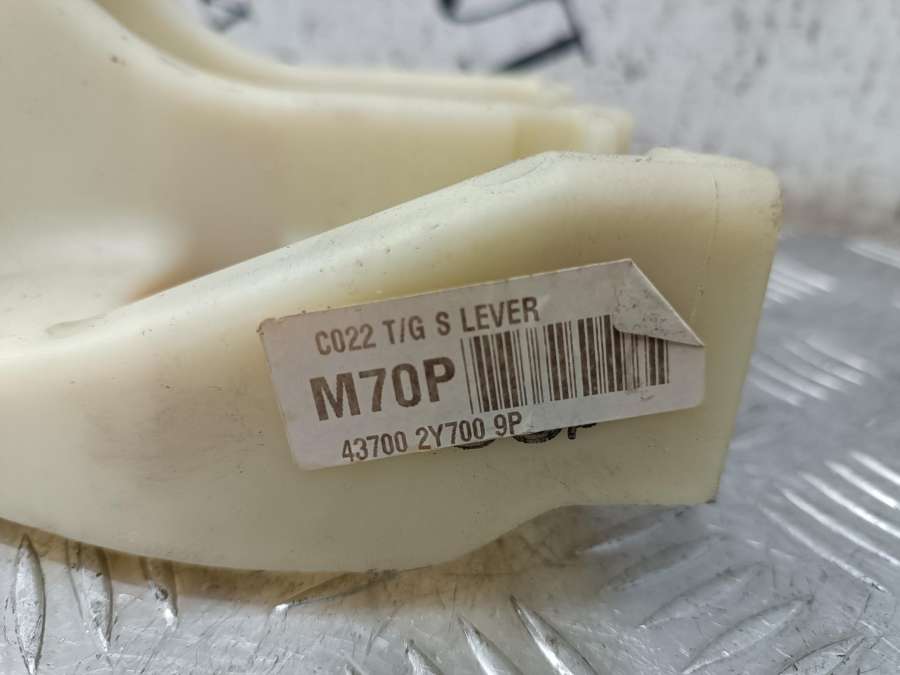 C022 T/G S LEVER
M70P
43700 2Y700 9P